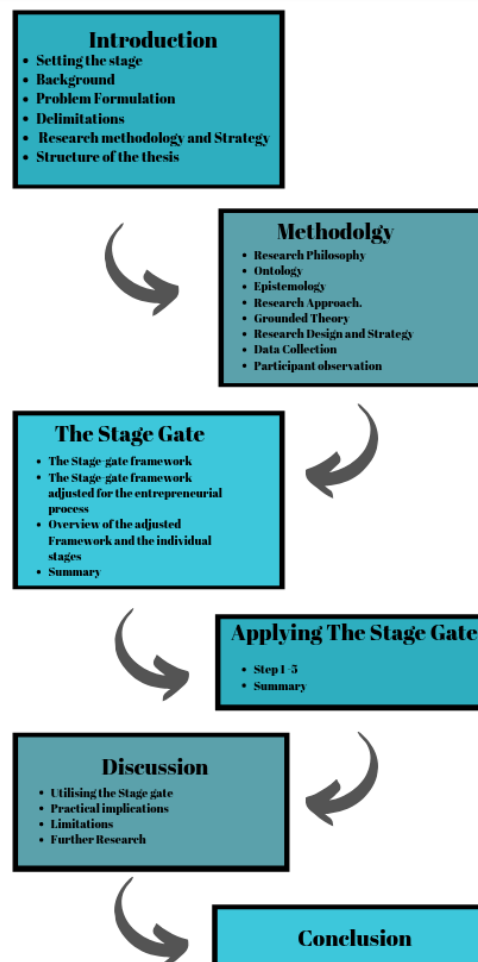 Introduction
• Setting the stage
• Background
• Problem Formulation
• Delimitations
• Research methodology and Strategy
• Structure of the thesis
Methodolgy
• Research Philosophy
• Ontology
• Epistemology
• Research Approach.
• Grounded Theory
• Research Design and Strategy
• Data Collection
• Participant observation
The Stage Gate
• The Stage-gate framework
• The Stage-gate framework
adjusted for the entrepreneurial
process
• Overview of the adjusted
Framework and the individual
stages
• Summary
Applying The Stage Gate
• Step 1-5
• Summary
Discussion
• Utilising the Stage gate
• Practical implications
• Limitations
• Further Research
Conclusion